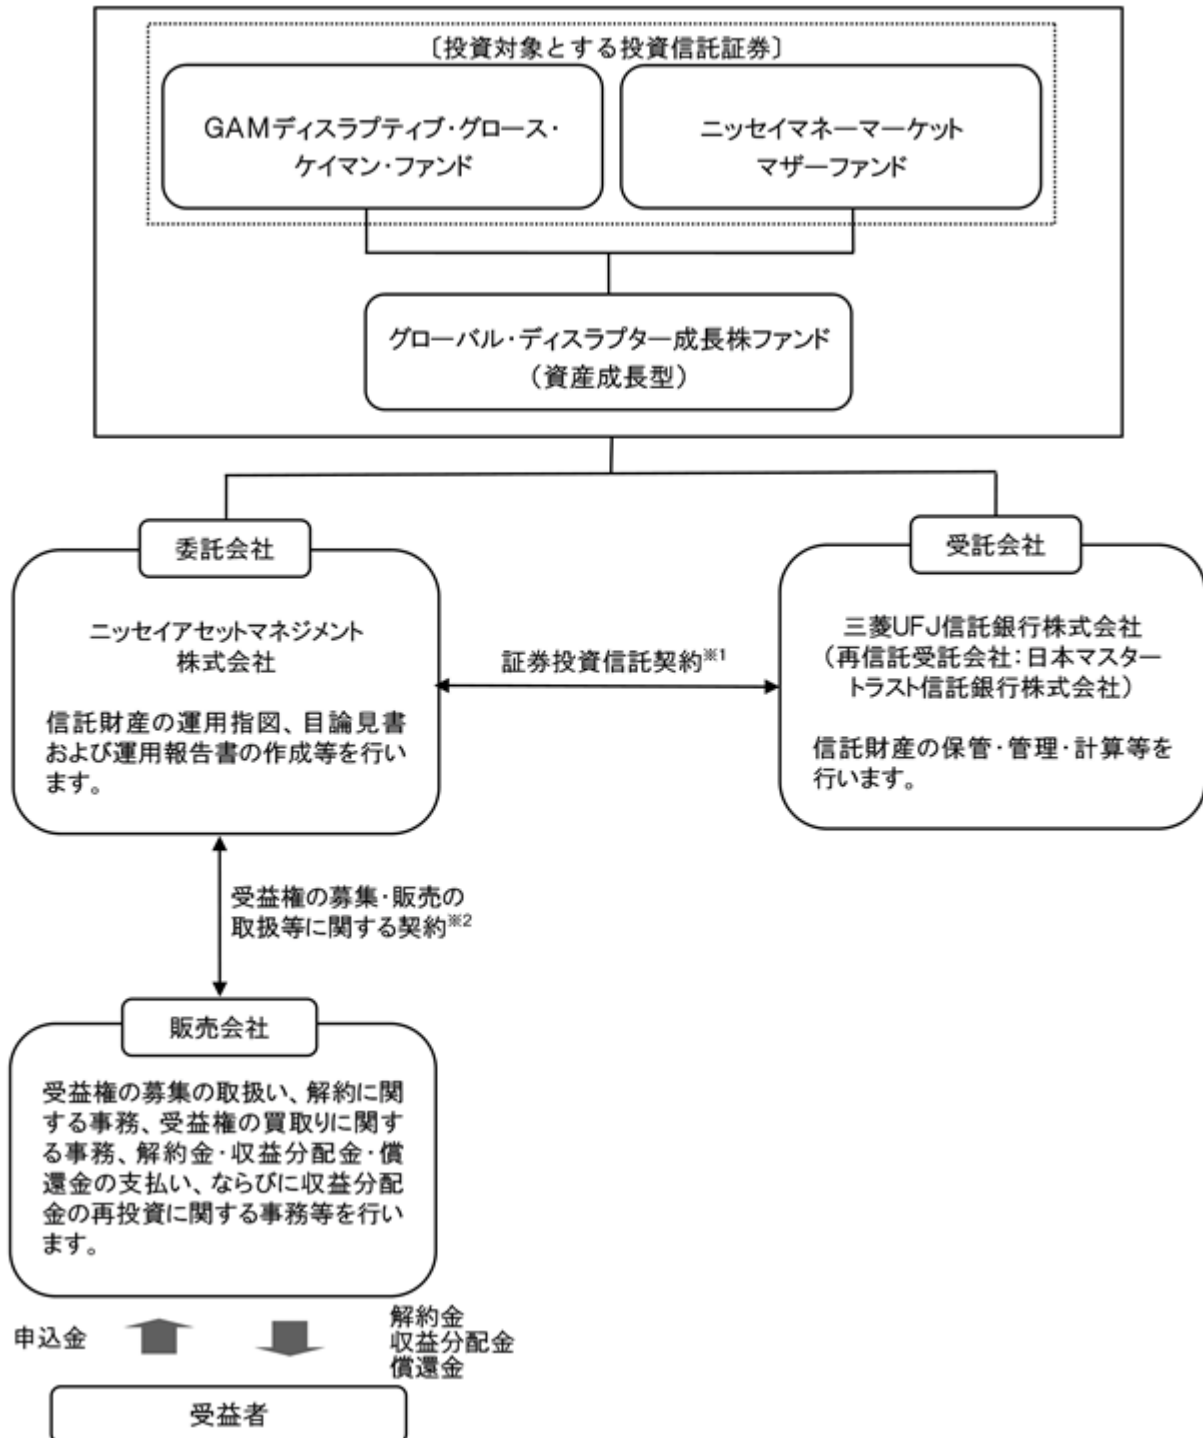 〔投資対象とする投資信託証券〕
GAMディスラプティブ・グロース・
ケイマン・ファンド
ニッセイマネーマーケット
マザーファンド
グローバル・ディスラプター成長株ファンド
（資産成長型）
委託会社
ニッセイアセットマネジメント
株式会社
信託財産の運用指図、目論見書
および運用報告書の作成等を行い
ます。
証券投資信託契約※1
受託会社
三菱UFJ信託銀行株式会社
（再信託受託会社：日本マスター
トラスト信託銀行株式会社）
信託財産の保管・管理・計算等を
行います。
受益権の募集・販売の
取扱等に関する契約※2
販売会社
受益権の募集の取扱い、解約に関
する事務、受益権の買取りに関す
る事務、解約金・収益分配金・償
還金の支払い、ならびに収益分配
金の再投資に関する事務等を行い
ます。
申込金
解約金
収益分配金
償還金
受益者